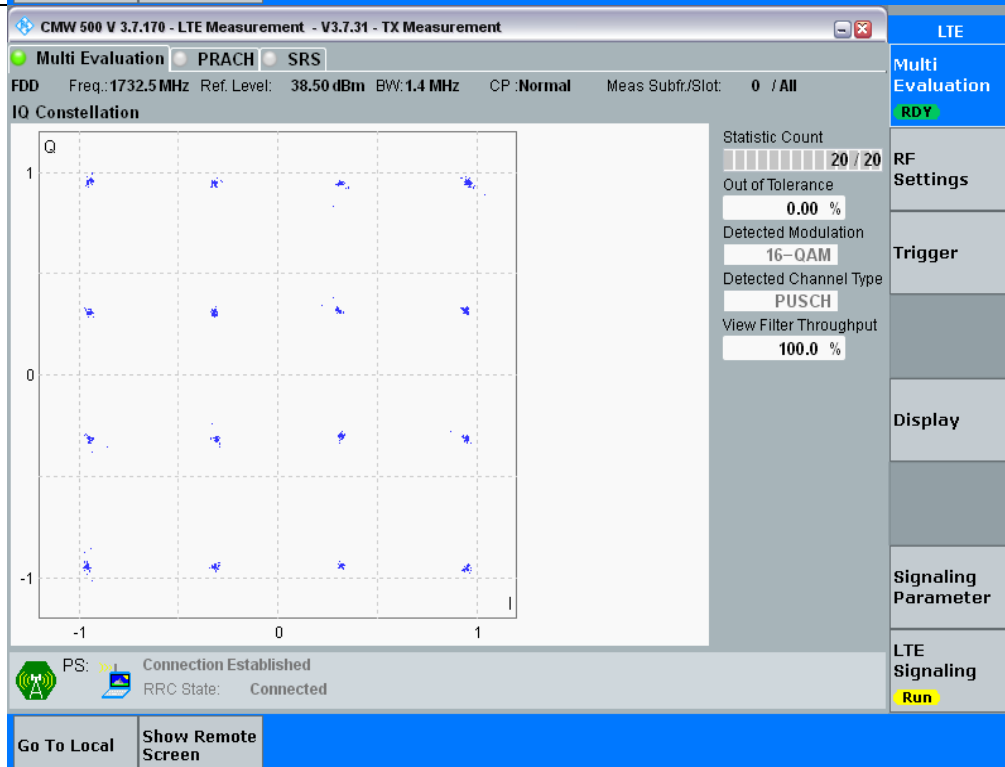 CMW 500 V 3.7.170 - LTE Measurement - V3.7.31 - TX Measurement
LTE
Multi Evaluation PRACH SRS
FDD Freq.:1732.5 MHz Ref. Level: 38.50 dBm BW:1.4 MHz CP :Normal Meas Subfr./Slot: 0 / All
IQ Constellation
Q
1
0
-1
-1 0 1
I
Statistic Count
20 / 20
Out of Tolerance
0.00 %
Detected Modulation
16-QAM
Detected Channel Type
PUSCH
View Filter Throughput
100.0 %
Multi
Evaluation
RDY
RF
Settings
Trigger
Display
Signaling
Parameter
LTE
Signaling
Run
PS: Connection Established
RRC State: Connected
Go To Local
Show Remote
Screen